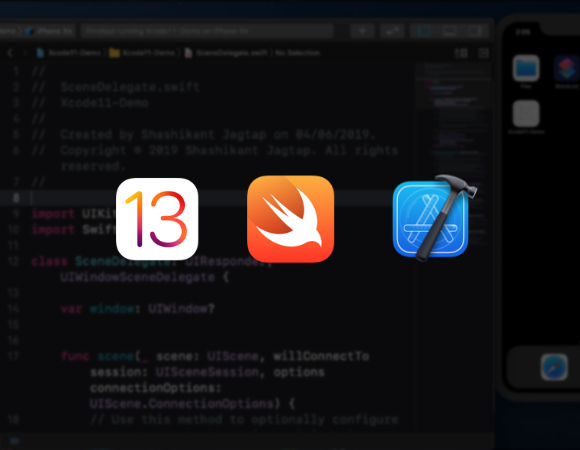 Xcode11-Demo
Xcode11-Demo
SceneDelegate.swift
No Selection
1 //
2 // SceneDelegate.swift
3 // Xcode11-Demo
4 //
5 // Created by Shashikant Jagtap on 04/06/2019.
6 // Copyright © 2019 Shashikant Jagtap. All rights
reserved.
7 //
8
9 import UIKit
10 import Swift
11
12 class SceneDelegate: UIResponder,
UIWindowSceneDelegate {
13
14 var window: UIWindow?
15
16
17 func scene(_ scene: UIScene, willConnectTo
session: UISceneSession, options
connectionOptions:
UIScene.ConnectionOptions) {
18 // Use this method to optionally configure
13